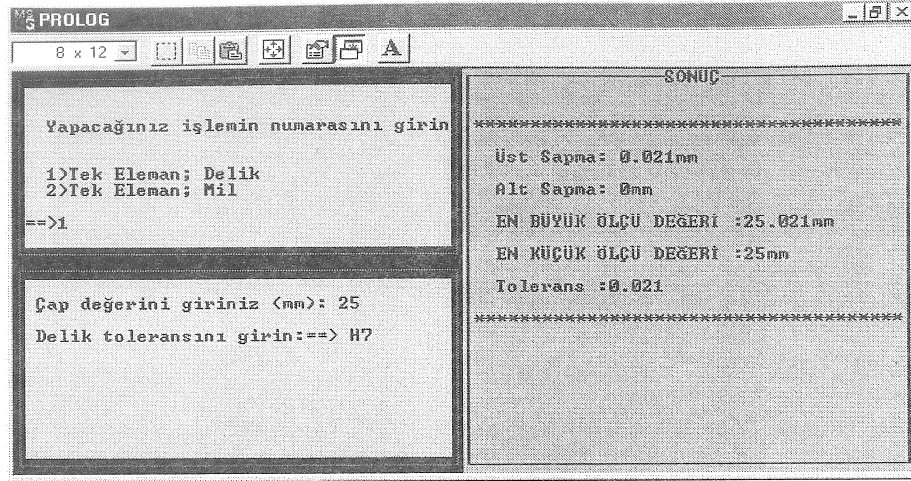 PROLOG
8 x 12
A
Yapacağınız işlemin numarasını girin
1)Tek Eleman; Delik
2)Tek Eleman; Mil
==>1
Çap değerini giriniz (mm): 25
Delik toleransını girin:==> H7
SONUÇ
******************************************
Üst Sapma: 0.021mm
Alt Sapma: 0mm
EN BÜYÜK ÖLÇÜ DEĞERİ :25.021mm
EN KÜÇÜK ÖLÇÜ DEĞERİ :25mm
Tolerans :0.021
******************************************